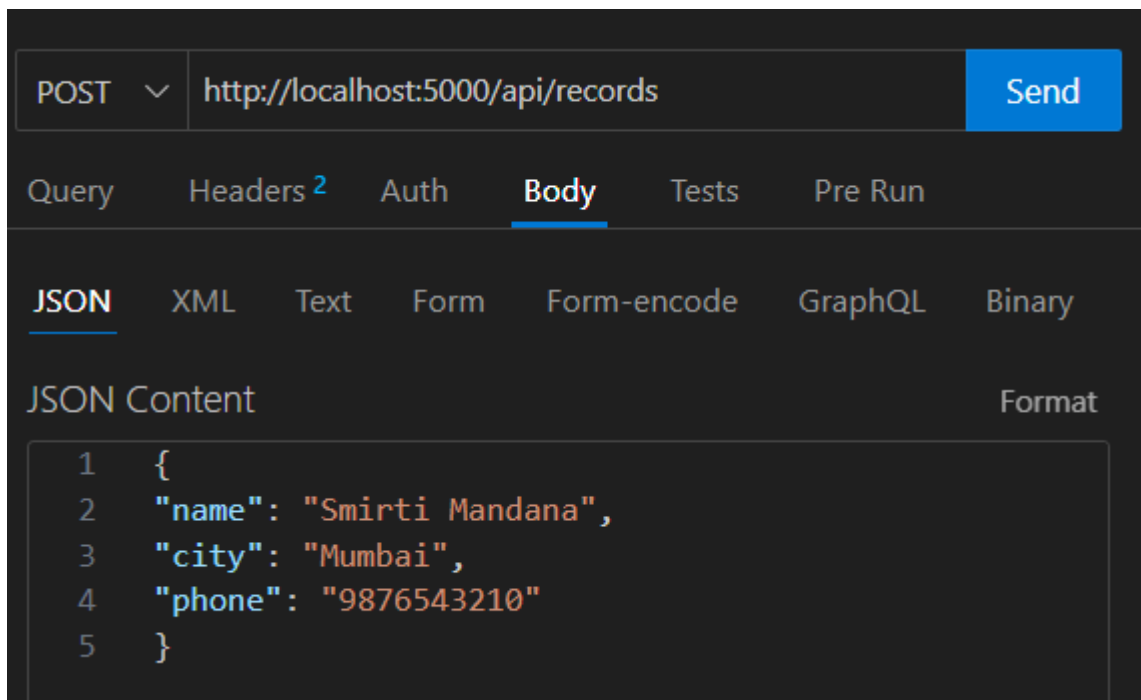 POST http://localhost:5000/api/records Send
Query Headers 2 Auth Body Tests Pre Run
JSON XML Text Form Form-encode GraphQL Binary
JSON Content Format
1 {
2 "name": "Smirti Mandana",
3 "city": "Mumbai",
4 "phone": "9876543210"
5 }